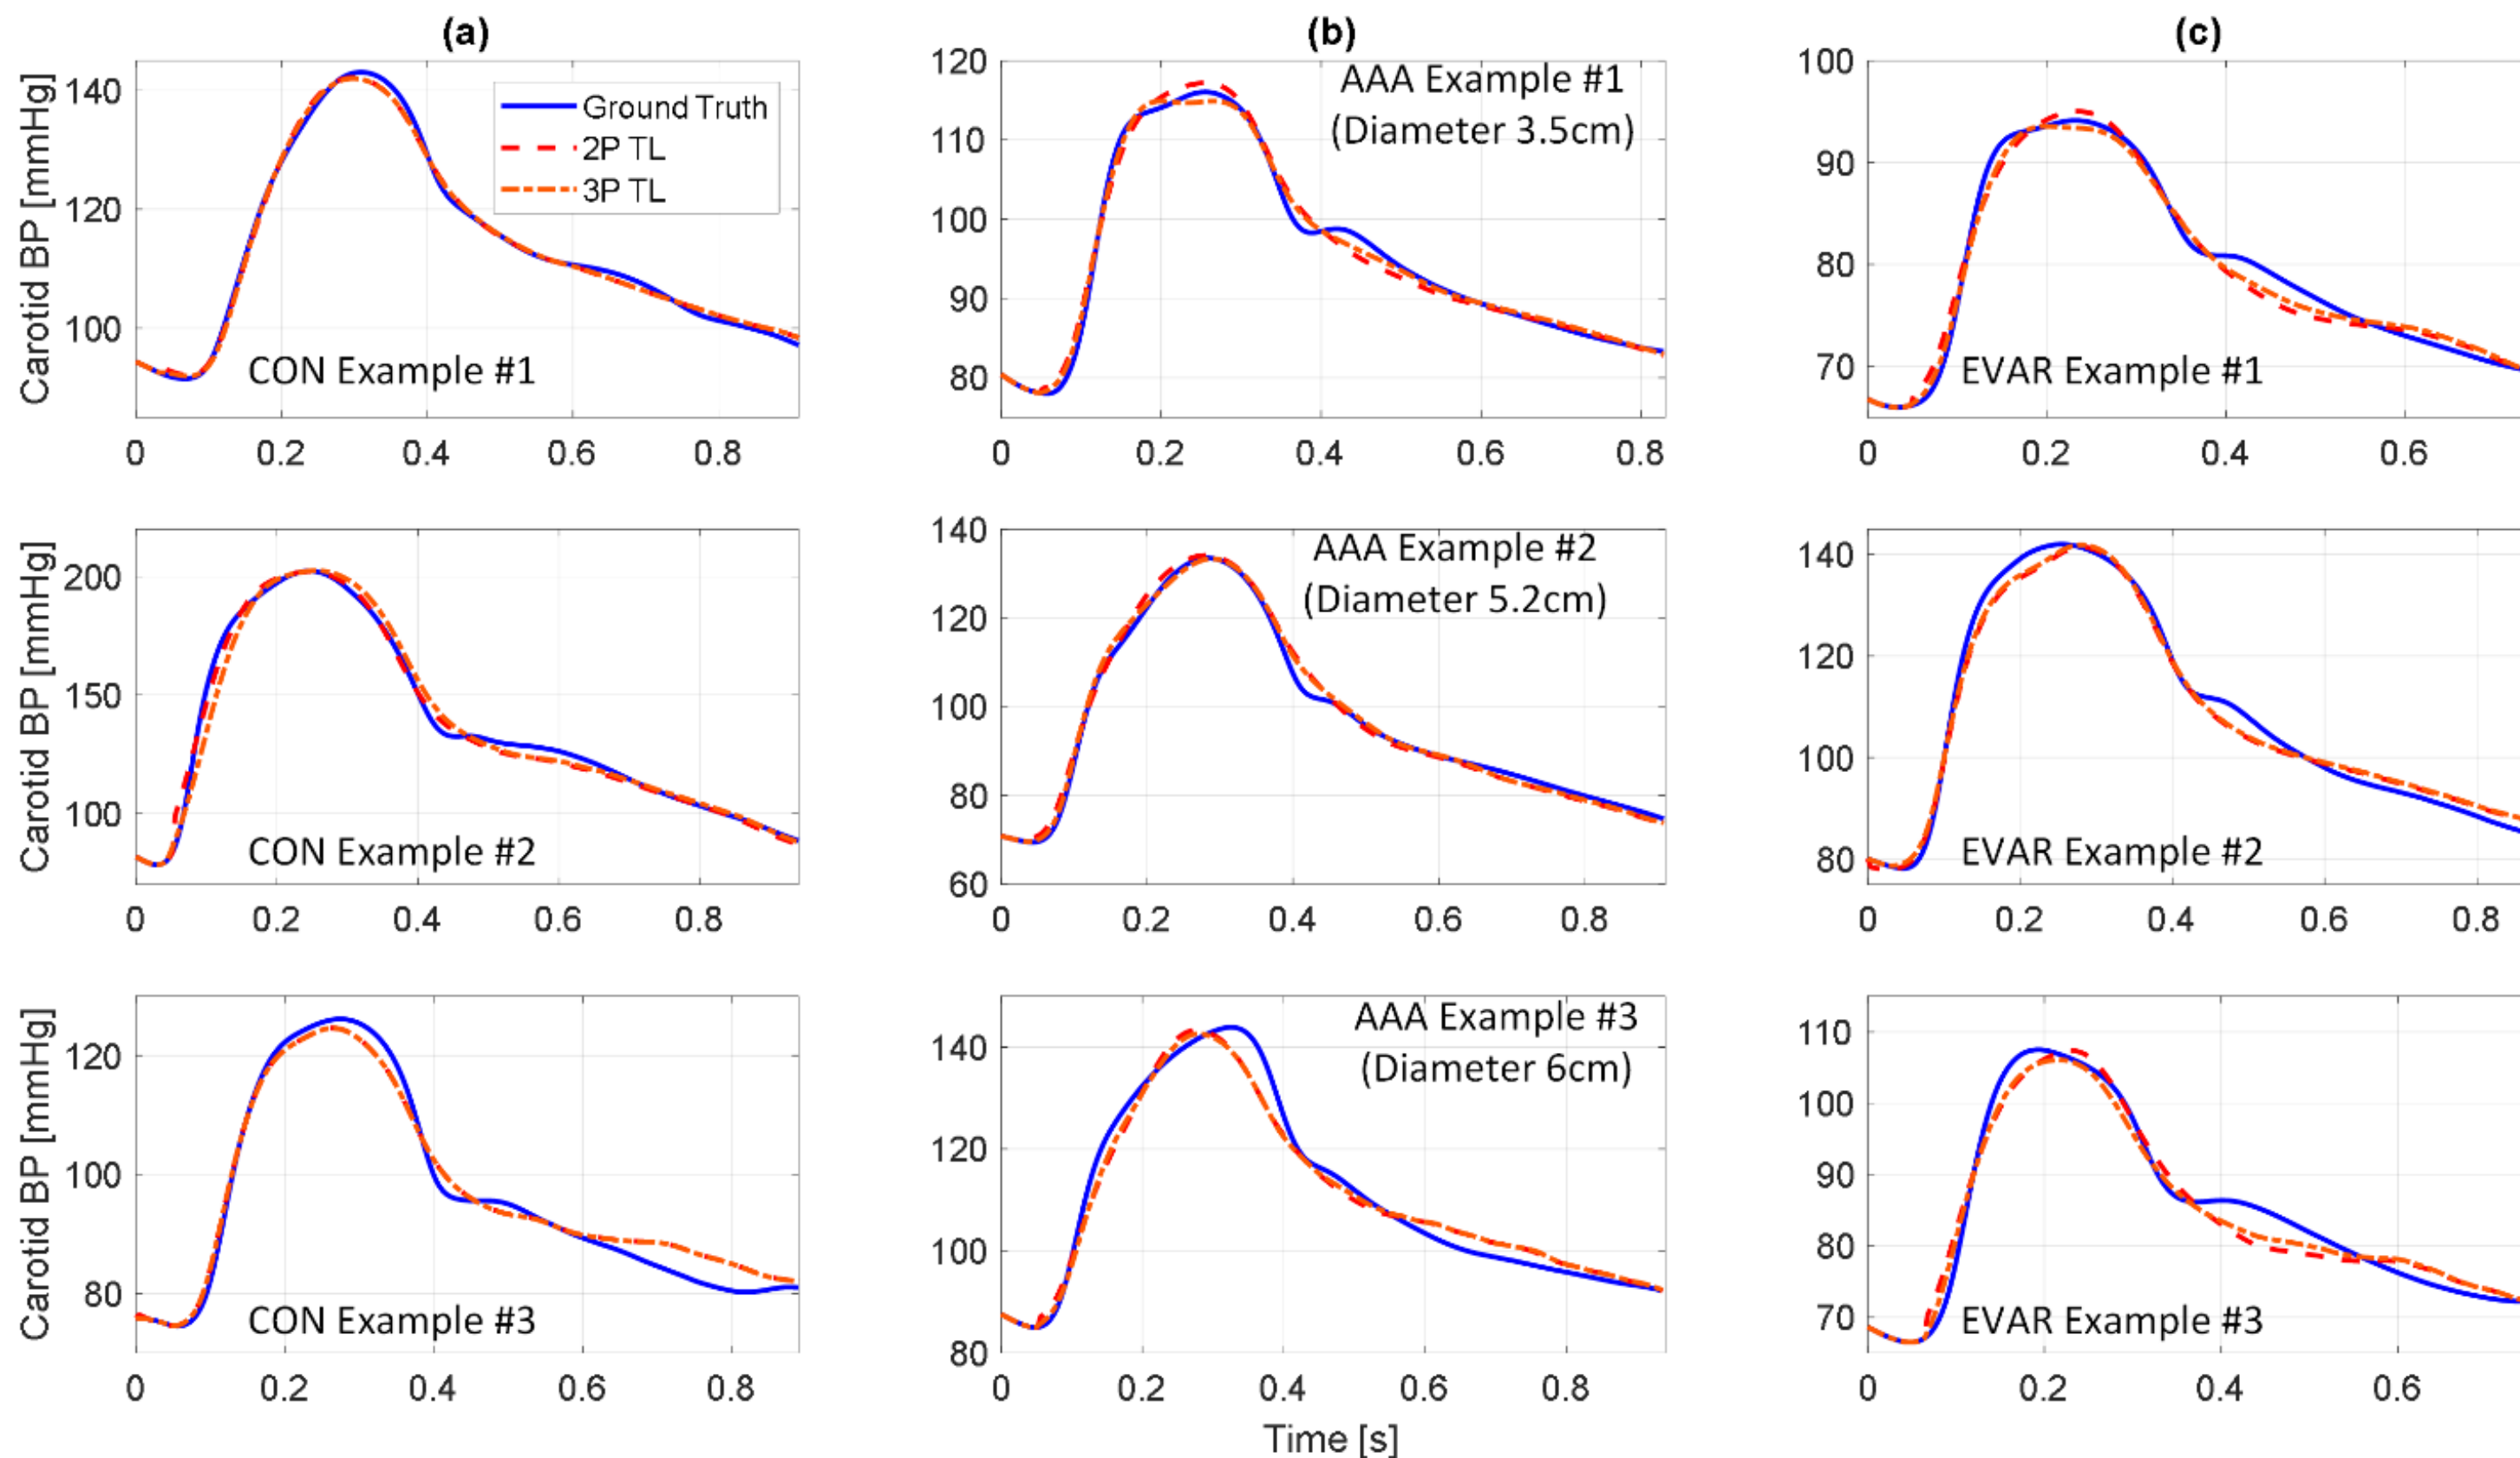 (a) (b) (c)
Carotid BP [mmHg]
140
120
100
Ground Truth
2P TL
3P TL
CON Example #1
0 0.2 0.4 0.6 0.8
120
110
100
90
80
AAA Example #1
(Diameter 3.5cm)
0 0.2 0.4 0.6 0.8
100
90
80
70
EVAR Example #1
0 0.2 0.4 0.6
Carotid BP [mmHg]
200
150
100
CON Example #2
0 0.2 0.4 0.6 0.8
140
120
100
80
60
AAA Example #2
(Diameter 5.2cm)
0 0.2 0.4 0.6 0.8
140
120
100
80
EVAR Example #2
0 0.2 0.4 0.6 0.8
Carotid BP [mmHg]
120
100
80
CON Example #3
0 0.2 0.4 0.6 0.8
140
120
100
80
AAA Example #3
(Diameter 6cm)
0 0.2 0.4 0.6 0.8
110
100
90
80
70
EVAR Example #3
0 0.2 0.4 0.6
Time [s]